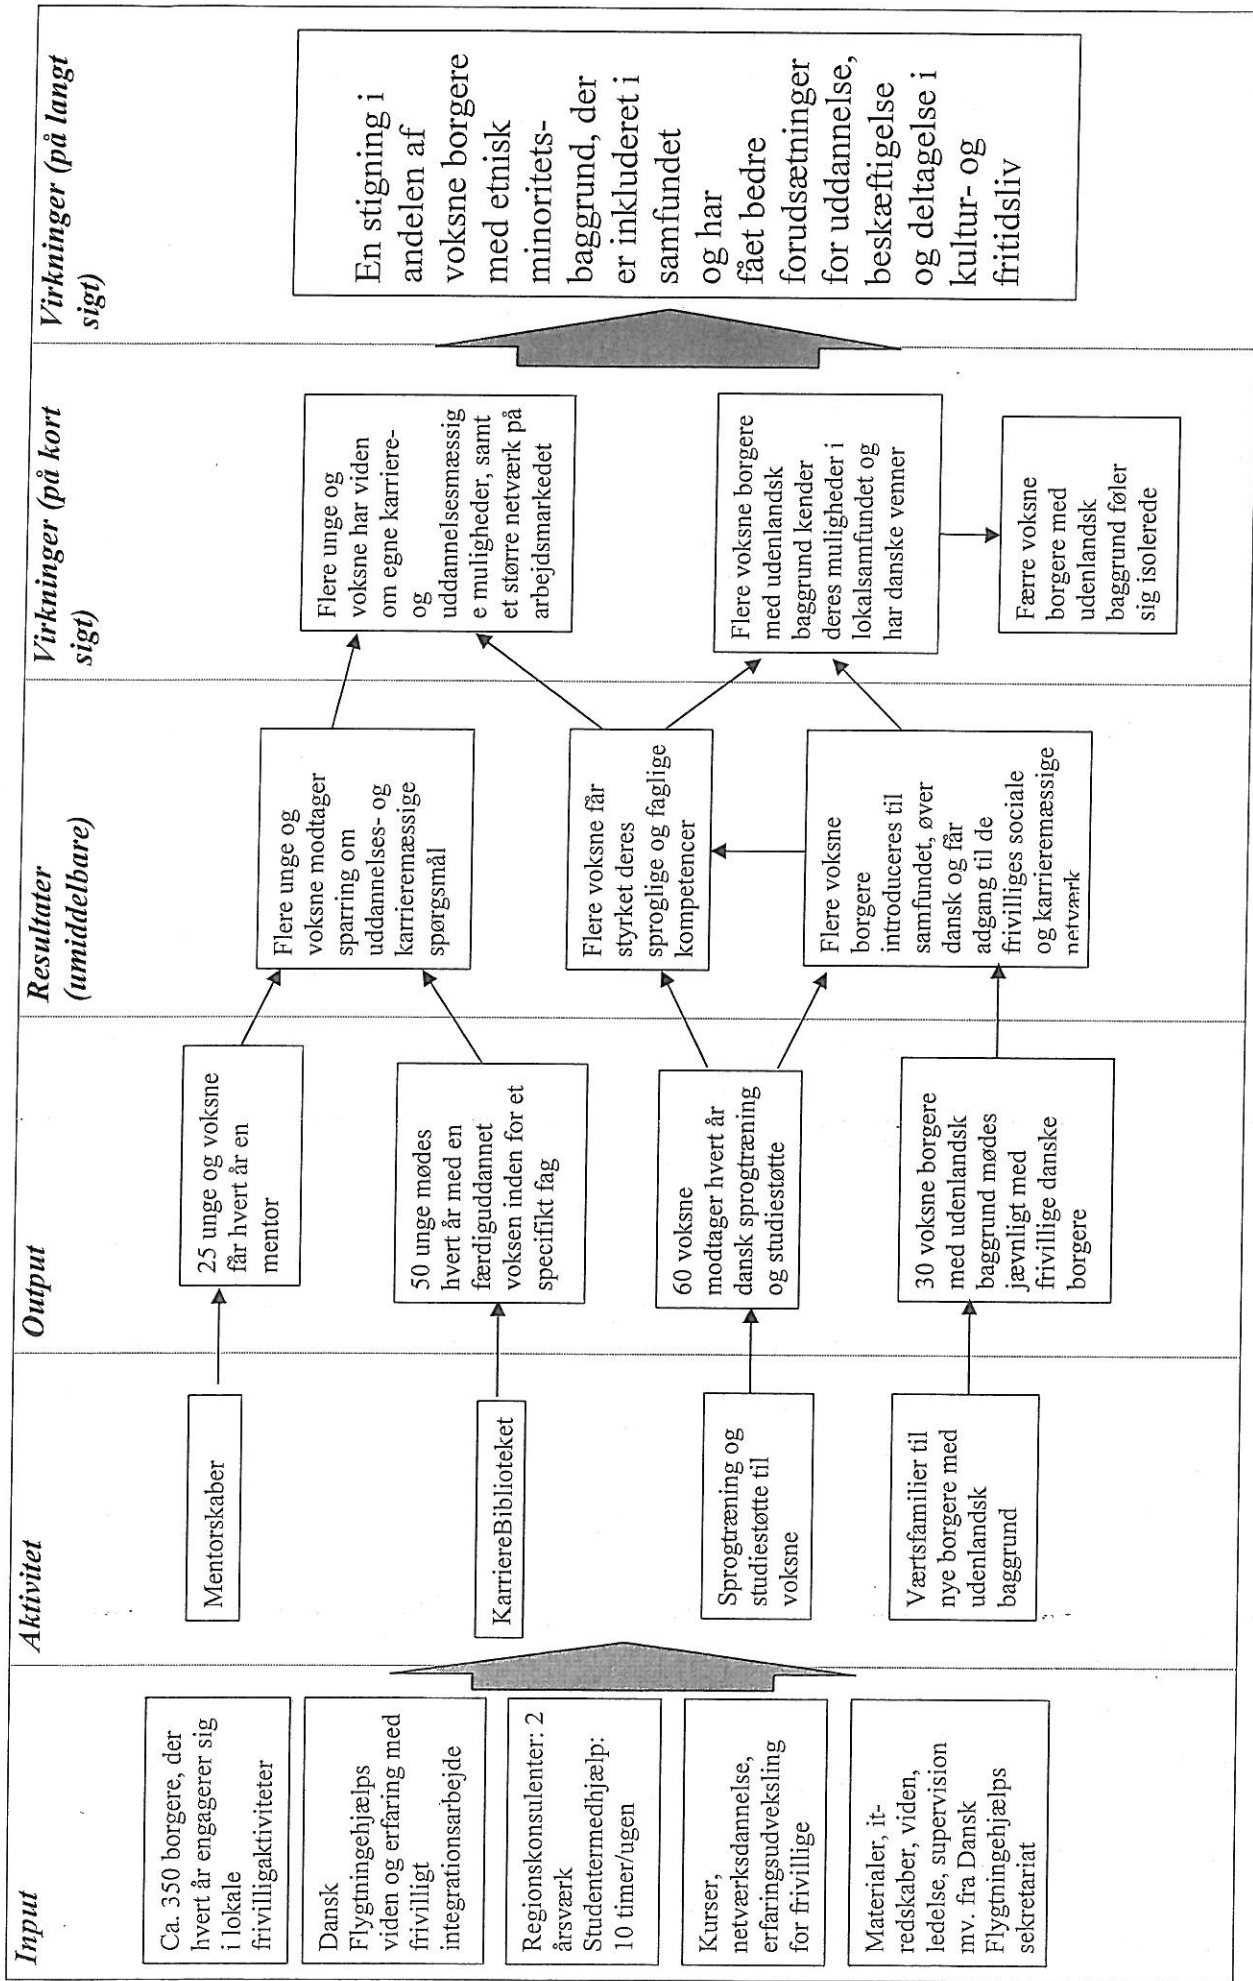 Input
Ca. 350 borgere, der
hvert år engagerer sig
i lokale
frivilligaktiviteter
Dansk
Flygtningehjælps
viden og erfaring med
frivilligt
integrationsarbejde
Regionskonsulenter: 2
årsværk
Studentermedhjælp:
10 timer/ugen
Kurser,
netværksdannelse,
erfaringsudveksling
for frivillige
Materialer, it-
redskaber, viden,
ledelse, supervision
mv. fra Dansk
Flygtningehjælps
sekretariat
Aktivitet
Mentorskaber
KarriereBiblioteket
Sprogtræning og
studiestøtte til
voksne
Værtsfamilier til
nye borgere med
udenlandsk
baggrund
Output
25 unge og voksne
får hvert år en
mentor
50 unge mødes
hvert år med en
færdiguddannet
voksen inden for et
specifikt fag
60 voksne
modtager hvert år
dansk sprogtræning
og studiestøtte
30 voksne borgere
med udenlandsk
baggrund mødes
jævnligt med
frivillige danske
borgere
Resultater
(umiddelbare)
Flere unge og
voksne modtager
sparring om
uddannelses- og
karrieremæssige
spørgsmål
Flere voksne får
styrket deres
sproglige og faglige
kompetencer
Flere voksne
borgere
introduceres til
samfundet, øver
dansk og får
adgang til de
frivilliges sociale
og karrieremæssige
netværk
Virkninger (på kort
sigt)
Flere unge og
voksne har viden
om egne karriere-
og
uddannelsesmæssig
e muligheder, samt
et større netværk på
arbejdsmarkedet
Flere voksne borgere
med udenlandsk
baggrund kender
deres muligheder i
lokalsamfundet og
har danske venner
Færre voksne
borgere med
udenlandsk
baggrund føler
sig isolerede
Virkninger (på langt
sigt)
En stigning i
andelen af
voksne borgere
med etnisk
minoritets-
baggrund, der
er inkluderet i
samfundet
og har
fået bedre
forudsætninger
for uddannelse,
beskæftigelse
og deltagelse i
kultur- og
fritidsliv